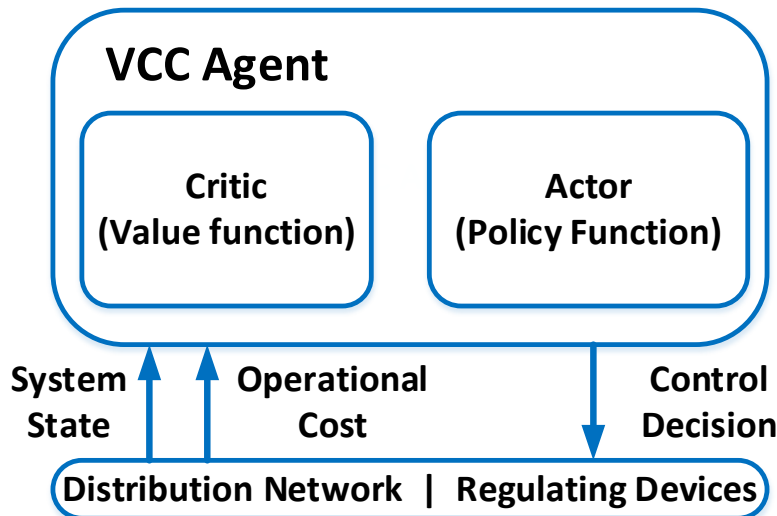 VCC Agent
Critic
(Value function)
Actor
(Policy Function)
System
State
Operational
Cost
Control
Decision
Distribution Network | Regulating Devices